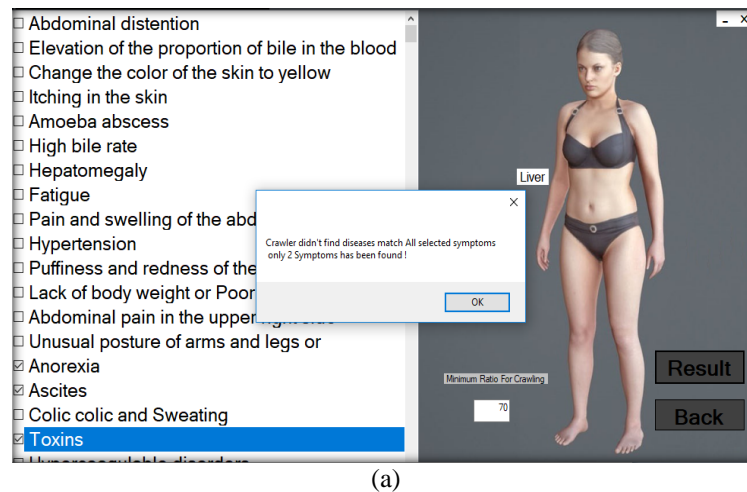 Abdominal distention
Elevation of the proportion of bile in the blood
Change the color of the skin to yellow
Itching in the skin
Amoeba abscess
High bile rate
Hepatomegaly
Fatigue
Pain and swelling of the abd
Hypertension
Puffiness and redness of the
Lack of body weight or Poor
Abdominal pain in the upper right side
Unusual posture of arms and legs or
Anorexia
Ascites
Colic colic and Sweating
Toxins
Hypercoagulable disorders
Liver
Crawler didn't find diseases match All selected symptoms
only 2 Symptoms has been found !
OK
Minimum Ratio For Crawling
70
Result
Back
(a)